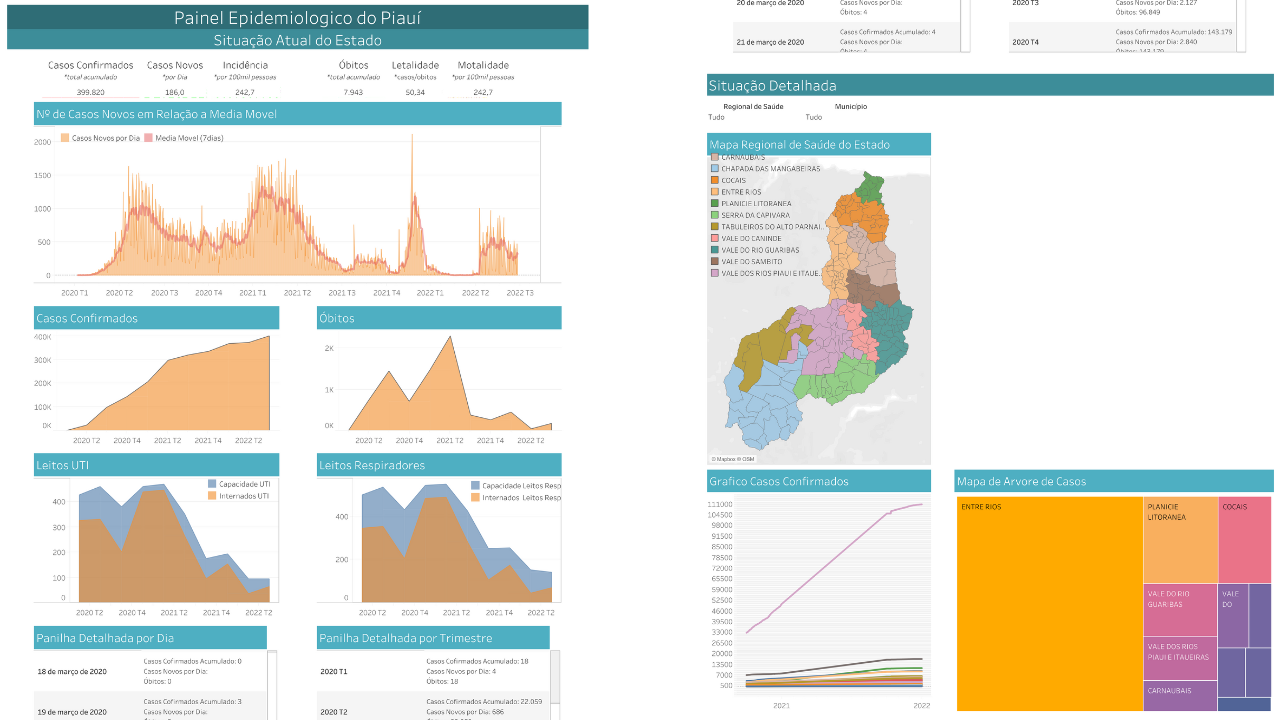 Painel Epidemiologico do Piauí
Situação Atual do Estado
Casos Confirmados
*total acumulado
399.820
Casos Novos
*por Dia
186,0
Incidência
*por 100mil pessoas
242,7
Óbitos
*total acumulado
7.943
Letalidade
*casos/obitos
50,34
Motalidade
*por 100mil pessoas
242,7
Nº de Casos Novos em Relação a Media Movel
Casos Novos por Dia
Media Movel (7dias)
2000
1500
1000
500
0
2020 T1 2020 T2 2020 T3 2020 T4 2021 T1 2021 T2 2021 T3 2021 T4 2022 T1 2022 T2 2022 T3
Casos Confirmados
400K
300K
200K
100K
0K
2020 T2 2020 T4 2021 T2 2021 T4 2022 T2
Óbitos
2K
1K
0K
2020 T2 2020 T4 2021 T2 2021 T4 2022 T2
Leitos UTI
Capacidade UTI
Internados UTI
400
300
200
100
0
2020 T2 2020 T4 2021 T2 2021 T4 2022 T2
Leitos Respiradores
Capacidade Leitos Resp
Internados Leitos Resp
400
200
0
2020 T2 2020 T4 2021 T2 2021 T4 2022 T2
Panilha Detalhada por Dia
18 de março de 2020
Casos Cofirmados Acumulado: 0
Casos Novos por Dia:
Óbitos: 0
19 de março de 2020
Casos Cofirmados Acumulado: 3
Casos Novos por Dia:
Panilha Detalhada por Trimestre
2020 T1
Casos Cofirmados Acumulado: 18
Casos Novos por Dia: 4
Óbitos: 18
2020 T2
Casos Cofirmados Acumulado: 22.059
Casos Novos por Dia: 686
20 de março de 2020
Casos Novos por Dia:
Óbitos: 4
21 de março de 2020
Casos Cofirmados Acumulado: 4
Casos Novos por Dia:
Óbitos: 4
2020 T3
Casos Novos por Dia: 2.127
Óbitos: 96.849
2020 T4
Casos Cofirmados Acumulado: 143.179
Casos Novos por Dia: 2.840
Óbitos: 143.179
Situação Detalhada
Regional de Saúde
Tudo
Município
Tudo
Mapa Regional de Saúde do Estado
CARNAUBAIS
CHAPADA DAS MANGABEIRAS
COCAIS
ENTRE RIOS
PLANICIE LITORANEA
SERRA DA CAPIVARA
TABULEIROS DO ALTO PARNAI..
VALE DO CANINDE
VALE DO RIO GUARIBAS
VALE DO SAMBITO
VALE DOS RIOS PIAUI E ITAUE..
© Mapbox © OSM
Grafico Casos Confirmados
111000
104500
98000
91500
85000
78500
72000
65500
59000
52500
46000
39500
33000
26500
20000
13500
7000
500
2021 2022
Mapa de Arvore de Casos
ENTRE RIOS
PLANICIE
LITORANEA
COCAIS
VALE DO RIO
GUARIBAS
VALE
DO
VALE DOS RIOS
PIAUI E ITAUEIRAS
CARNAUBAIS